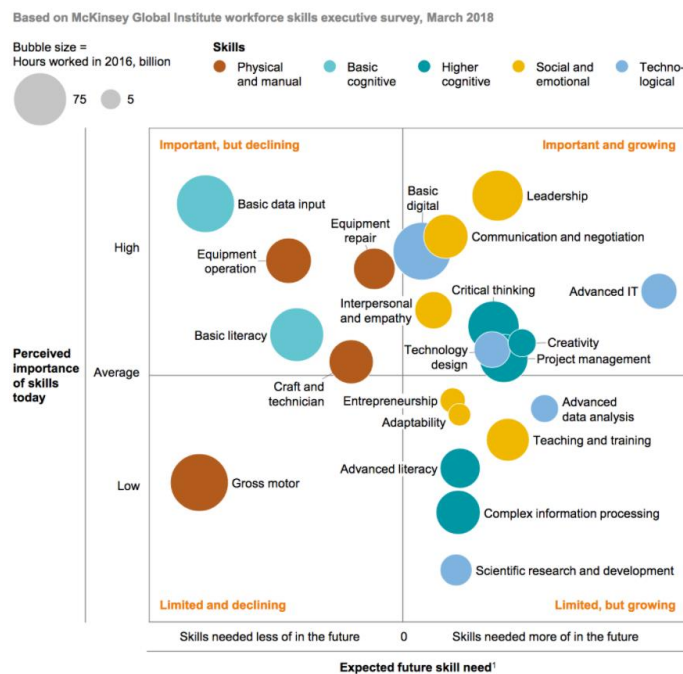 Based on McKinsey Global Institute workforce skills executive survey, March 2018
Bubble size =
Hours worked in 2016, billion
75
5
Skills
Physical
and manual
Basic
cognitive
Higher
cognitive
Social and
emotional
Techno-
logical
Important, but declining
Important and growing
Basic data input
Basic
digital
Leadership
Equipment
repair
Communication and negotiation
High
Equipment
operation
Critical thinking
Advanced IT
Interpersonal
and empathy
Basic literacy
Creativity
Technology
design
Project management
Perceived
importance
of skills
today
Average
Craft and
technician
Entrepreneurship
Advanced
data analysis
Adaptability
Teaching and training
Advanced literacy
Gross motor
Low
Complex information processing
Scientific research and development
Limited and declining
Limited, but growing
Skills needed less of in the future
0
Skills needed more of in the future
Expected future skill need¹